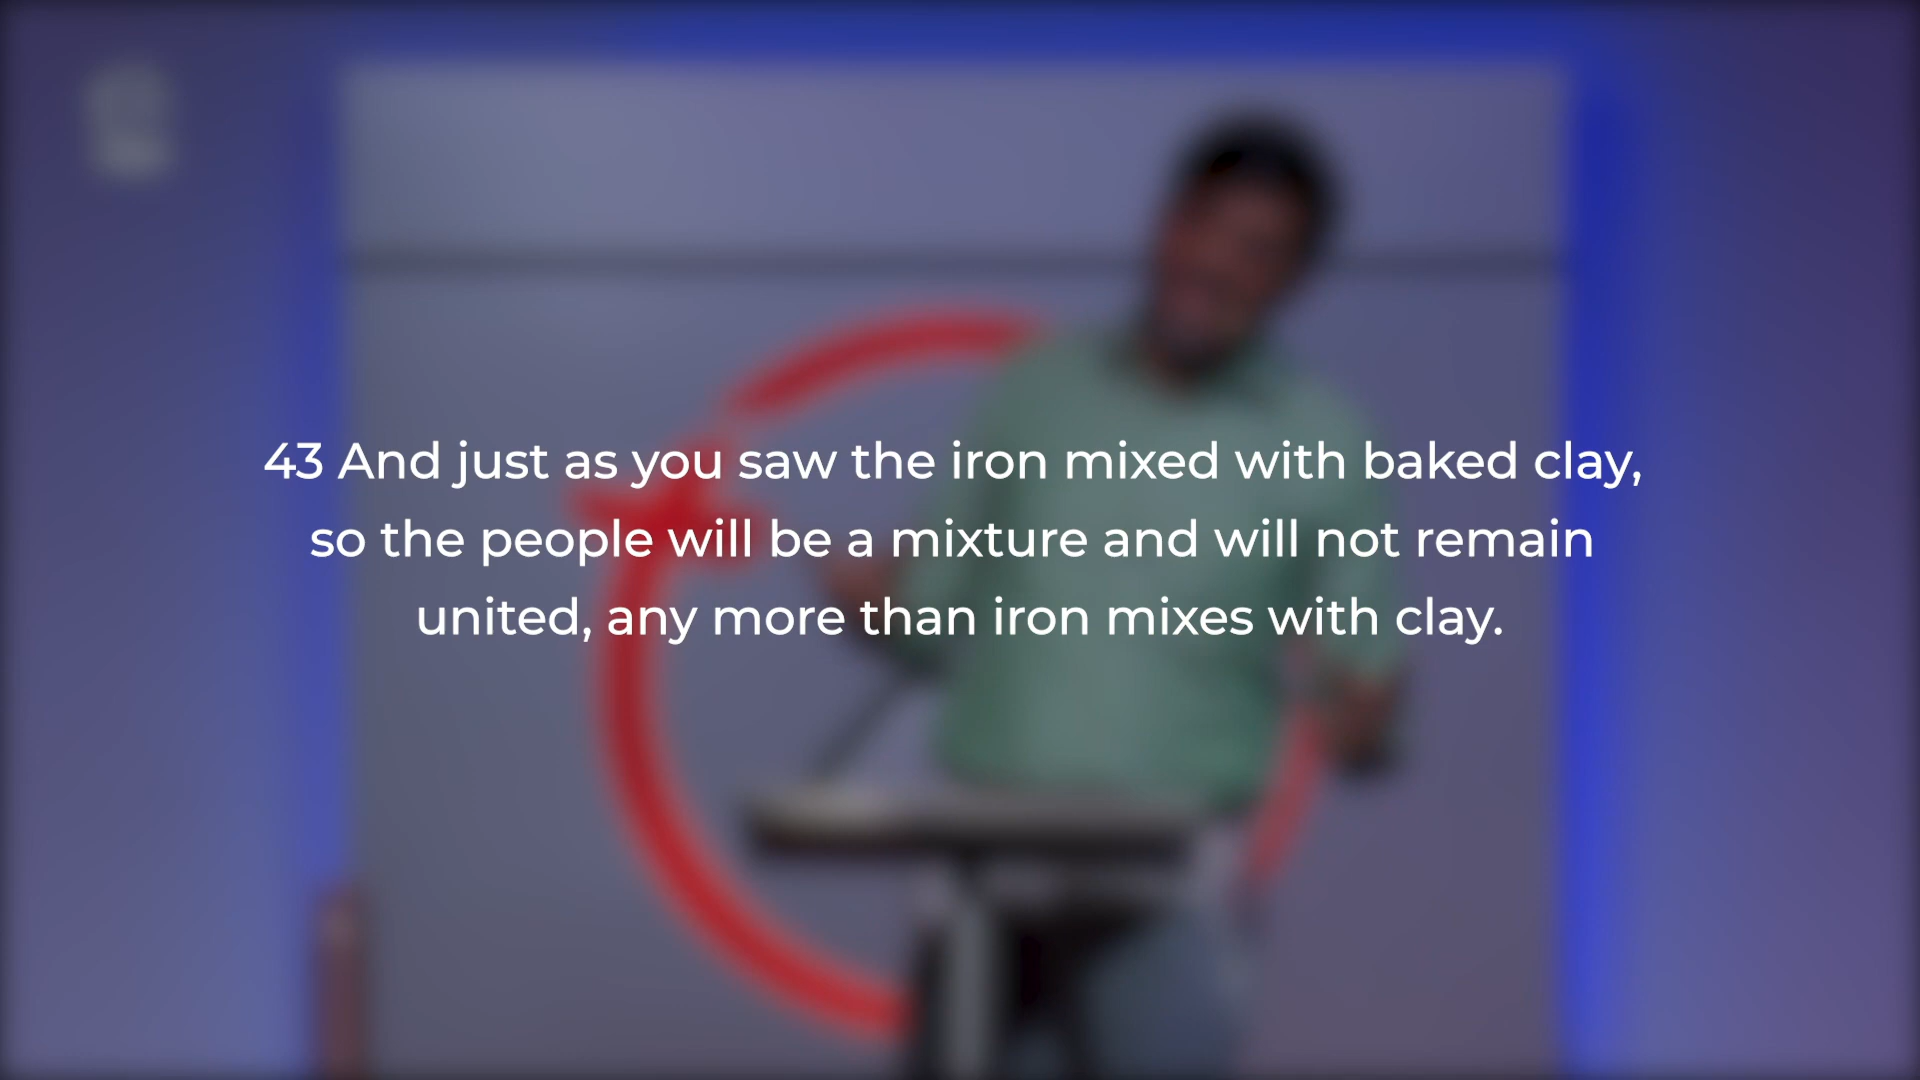 43 And just as you saw the iron mixed with baked clay,
so the people will be a mixture and will not remain
united, any more than iron mixes with clay.